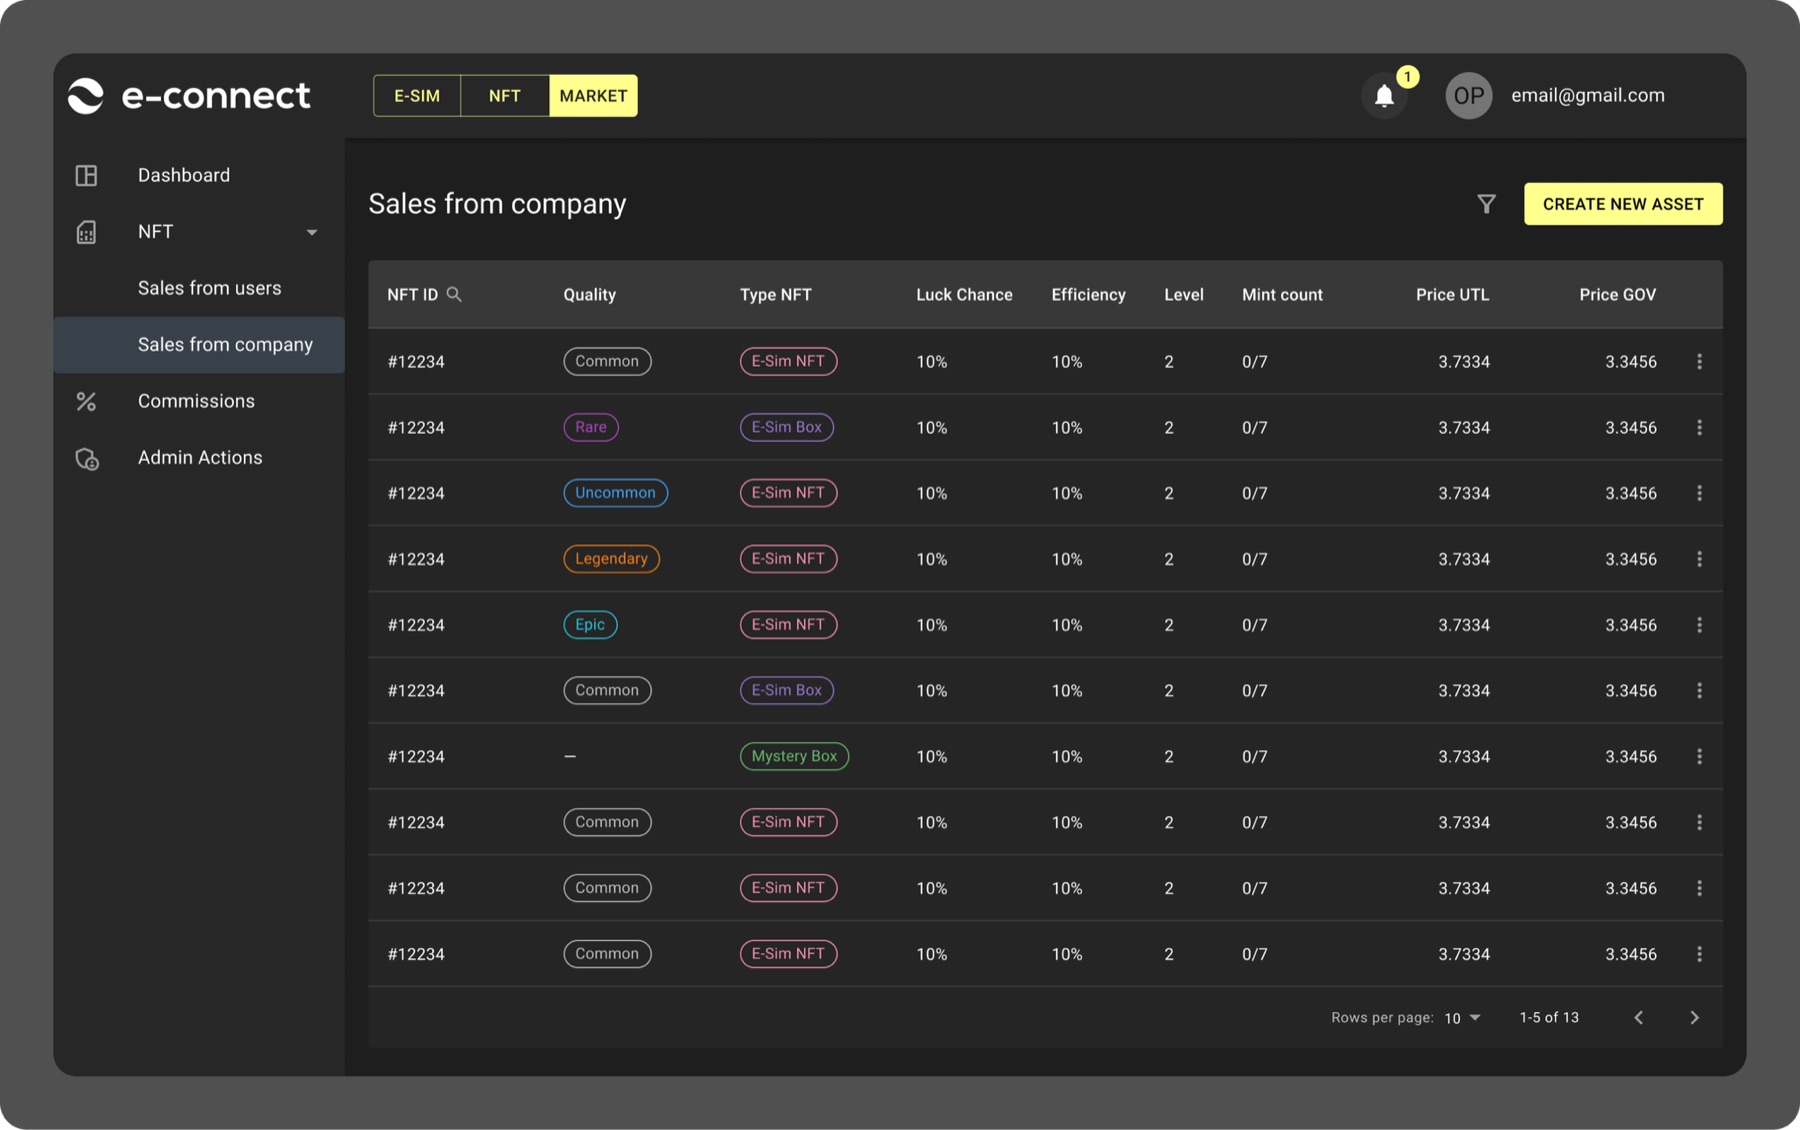 e-connect
E-SIM NFT MARKET
1
OP email@gmail.com
Dashboard
NFT
Sales from users
Sales from company
Commissions
Admin Actions
Sales from company
CREATE NEW ASSET
NFT ID Quality Type NFT Luck Chance Efficiency Level Mint count Price UTL Price GOV
#12234 Common E-Sim NFT 10% 10% 2 0/7 3.7334 3.3456
#12234 Rare E-Sim Box 10% 10% 2 0/7 3.7334 3.3456
#12234 Uncommon E-Sim NFT 10% 10% 2 0/7 3.7334 3.3456
#12234 Legendary E-Sim NFT 10% 10% 2 0/7 3.7334 3.3456
#12234 Epic E-Sim NFT 10% 10% 2 0/7 3.7334 3.3456
#12234 Common E-Sim Box 10% 10% 2 0/7 3.7334 3.3456
#12234 – Mystery Box 10% 10% 2 0/7 3.7334 3.3456
#12234 Common E-Sim NFT 10% 10% 2 0/7 3.7334 3.3456
#12234 Common E-Sim NFT 10% 10% 2 0/7 3.7334 3.3456
#12234 Common E-Sim NFT 10% 10% 2 0/7 3.7334 3.3456
Rows per page: 10 1-5 of 13